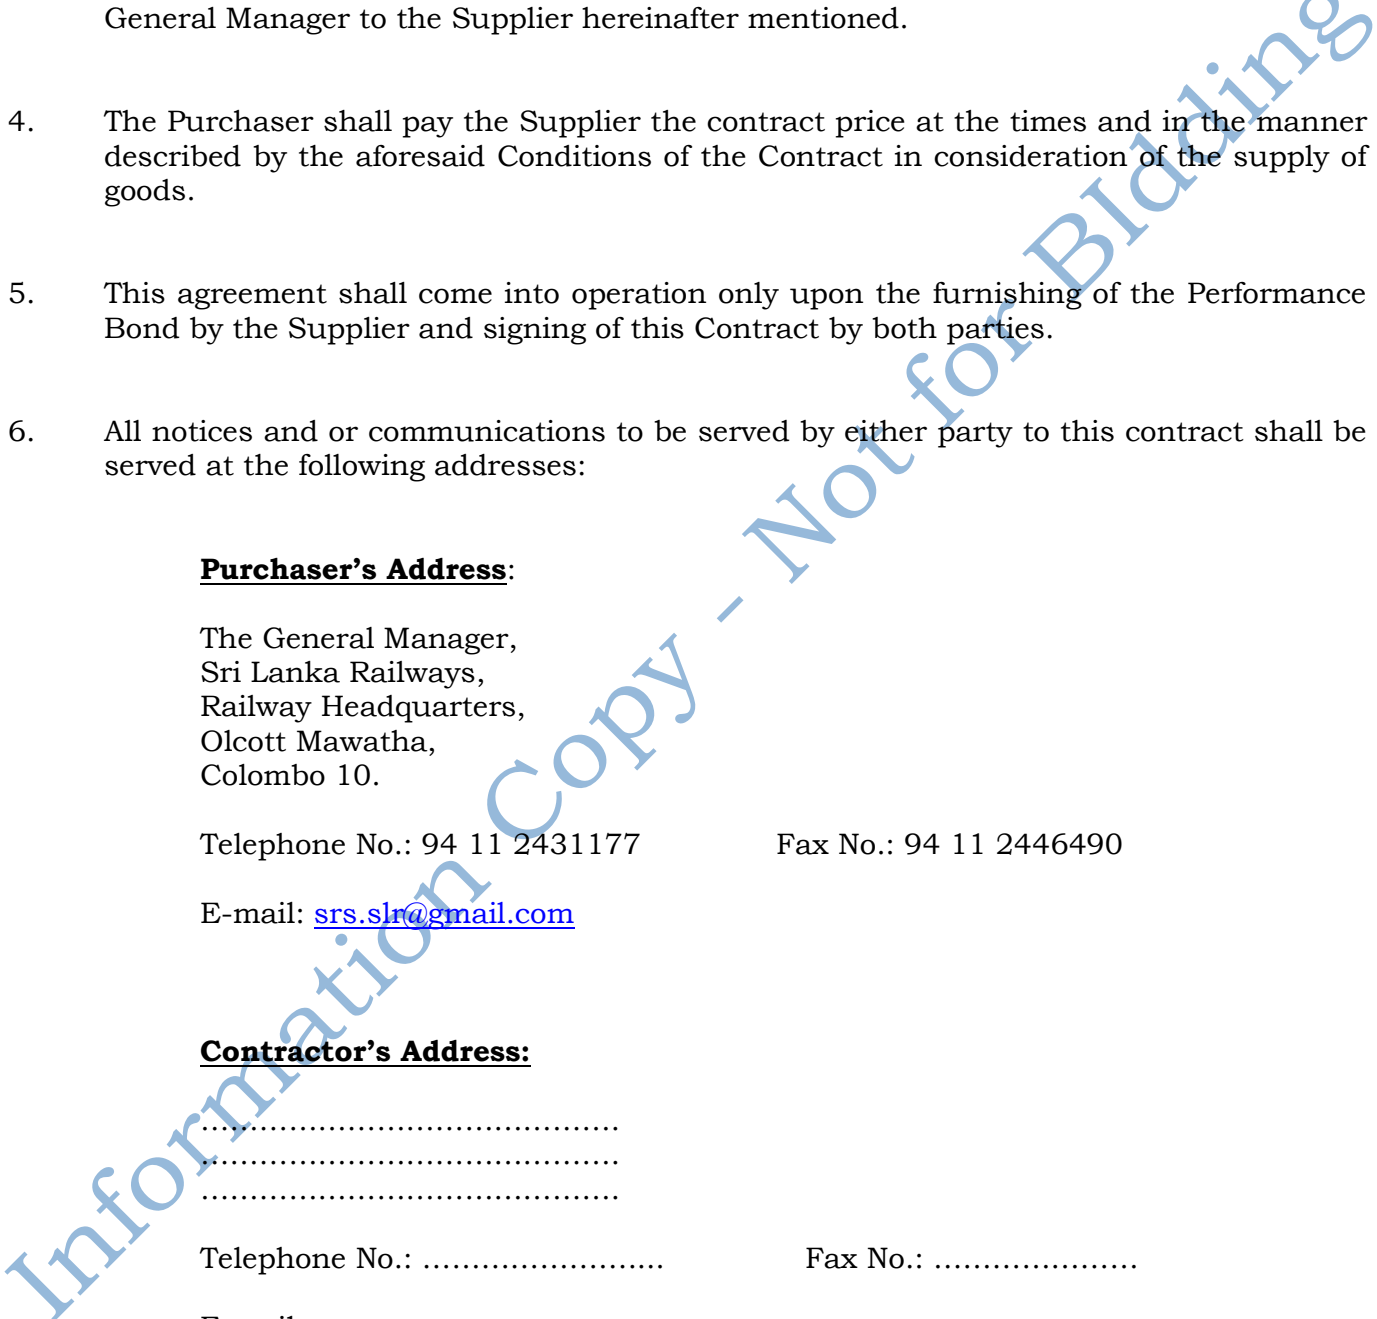 General Manager to the Supplier hereinafter mentioned.
4. The Purchaser shall pay the Supplier the contract price at the times and in the manner
described by the aforesaid Conditions of the Contract in consideration of the supply of
goods.
5. This agreement shall come into operation only upon the furnishing of the Performance
Bond by the Supplier and signing of this Contract by both parties.
6. All notices and or communications to be served by either party to this contract shall be
served at the following addresses:
Purchaser’s Address:
The General Manager,
Sri Lanka Railways,
Railway Headquarters,
Olcott Mawatha,
Colombo 10.
Telephone No.: 94 11 2431177 Fax No.: 94 11 2446490
E-mail: srs.slr@gmail.com
Contractor’s Address:
…………………………………….
…………………………………….
…………………………………….
Telephone No.: …………………….. Fax No.: …………………
Information Copy - Not for BIdding